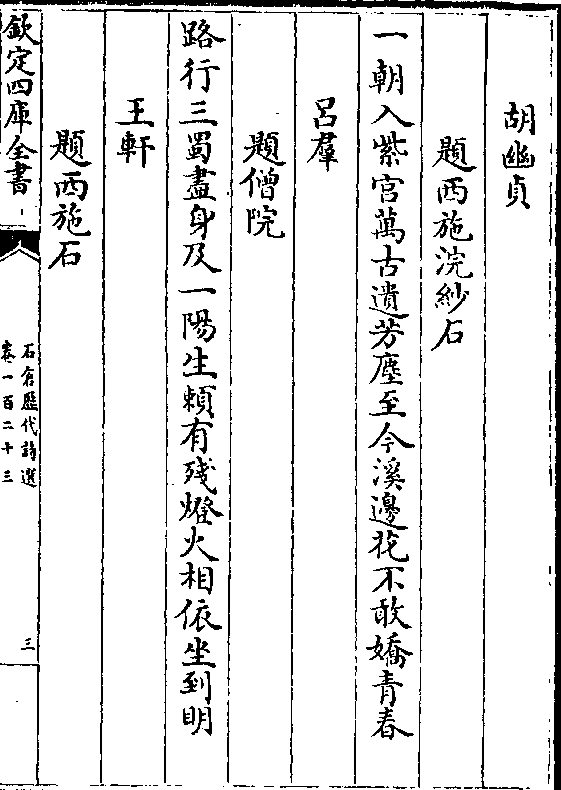 胡幽貞
題西施浣紗石
一朝入紫宮萬古遺芳塵至今溪邊花不敢嬌青春
呂羣
題僧院
路行三蜀盡身及一陽生賴有殘燈火相依坐到明
王軒
題西施石
欽定四庫全書
石倉歷代詩選
卷一百二十三
三